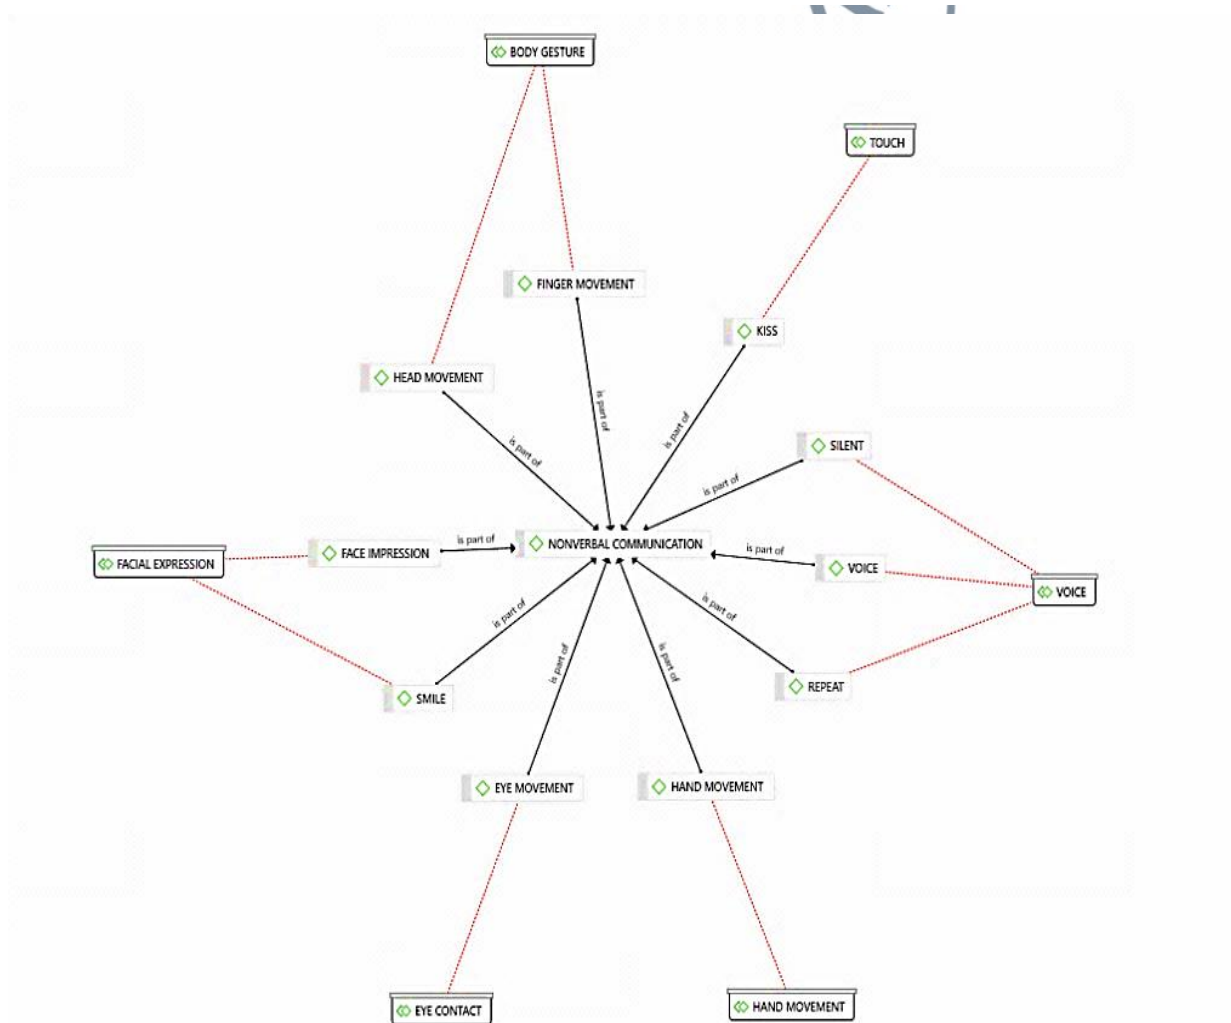 BODY GESTURE
TOUCH
FINGER MOVEMENT
KISS
HEAD MOVEMENT
is part of
is part of
SILENT
is part of
is part of
NONVERBAL COMMUNICATION
FACE IMPRESSION
is part of
is part of
FACIAL EXPRESSION
VOICE
VOICE
is part of
is part of
is part of
is part of
REPEAT
SMILE
EYE MOVEMENT
HAND MOVEMENT
EYE CONTACT
HAND MOVEMENT